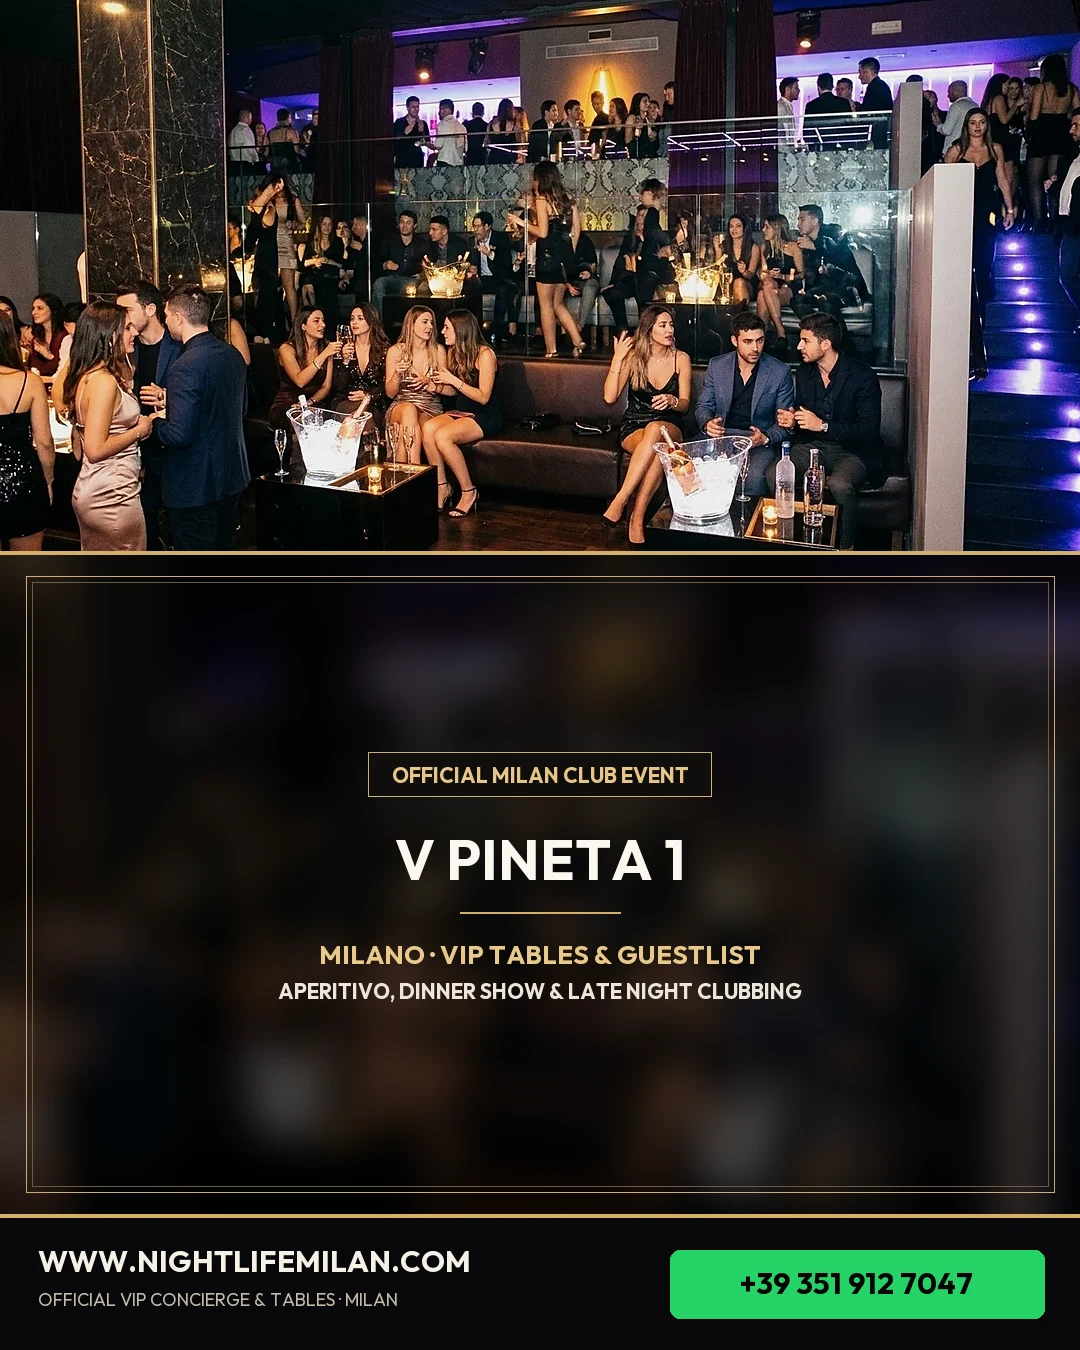 OFFICIAL MILAN CLUB EVENT
V PINETA 1
MILANO · VIP TABLES & GUESTLIST
APERITIVO, DINNER SHOW & LATE NIGHT CLUBBING
WWW.NIGHTLIFEMILAN.COM
OFFICIAL VIP CONCIERGE & TABLES · MILAN
+39 351 912 7047